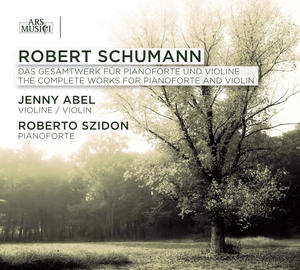 ARS
MUSICI
ROBERT SCHUMANN
DAS GESAMTWERK FÜR PIANOFORTE UND VIOLINE
THE COMPLETE WORKS FOR PIANOFORTE AND VIOLIN
JENNY ABEL
VIOLINE / VIOLIN
ROBERTO SZIDON
PIANOFORTE